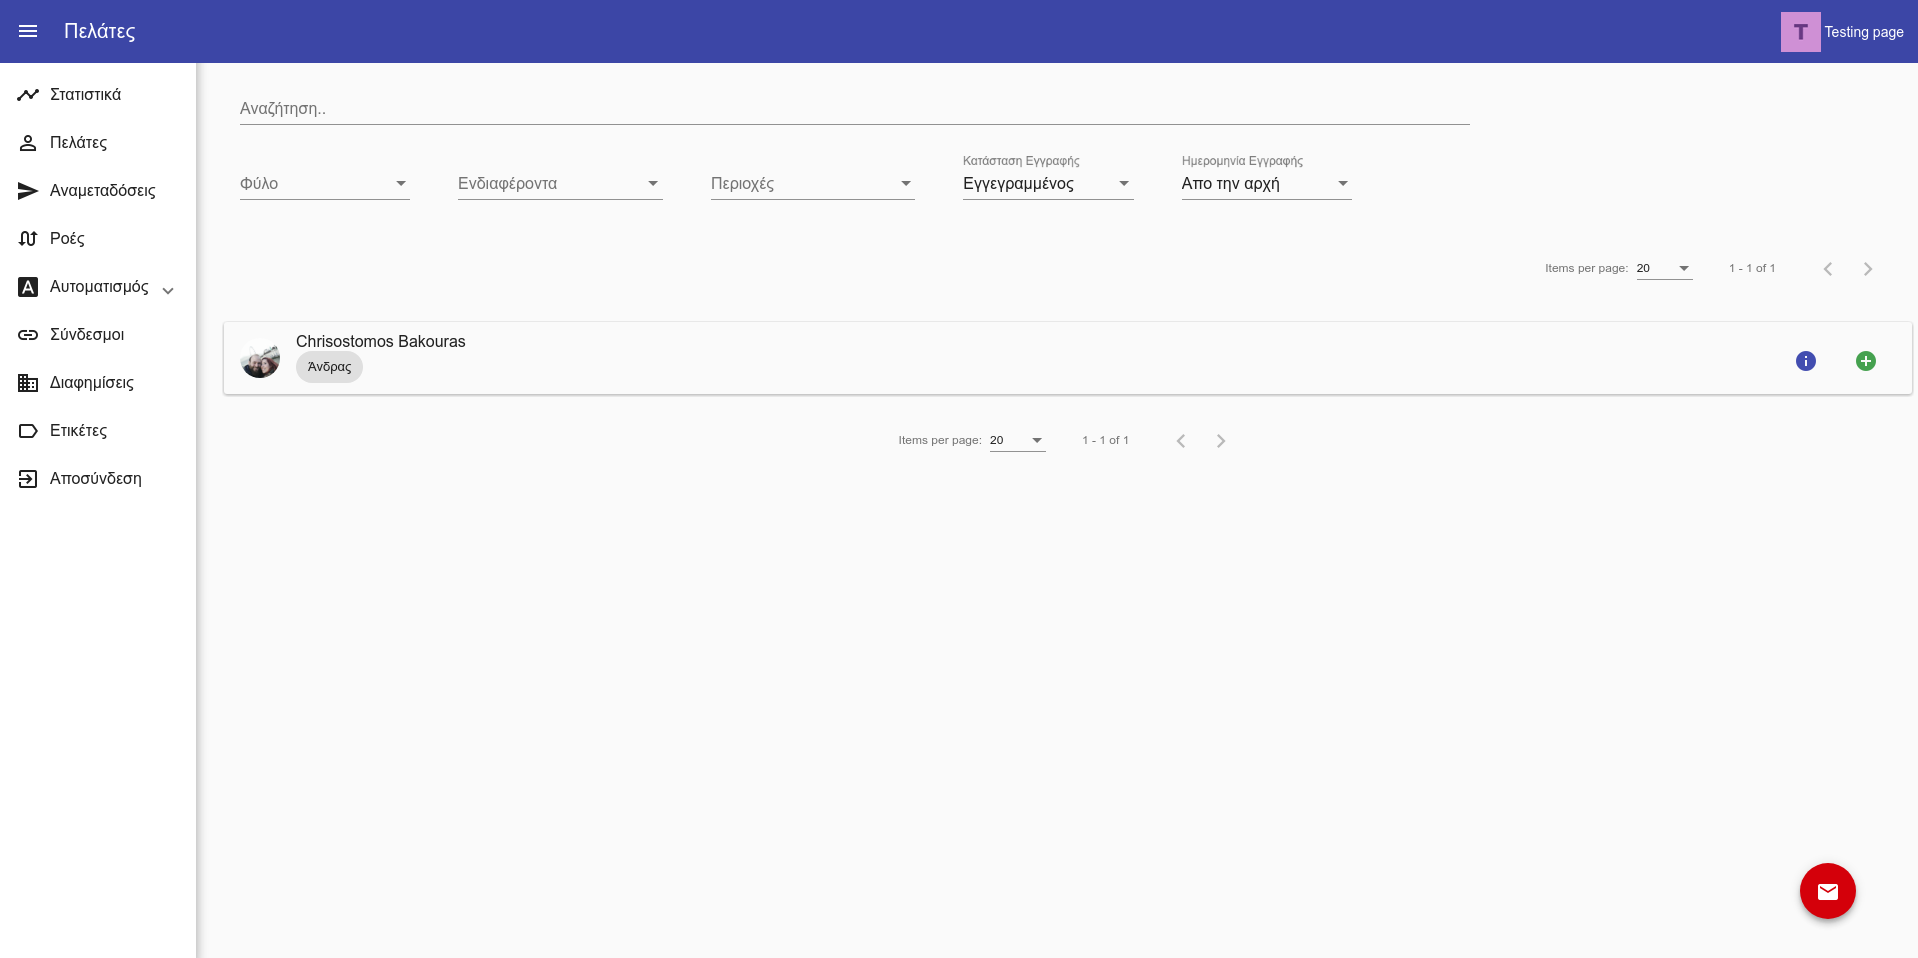 Πελάτες
T Testing page
Στατιστικά
Πελάτες
Αναμεταδόσεις
Ροές
Αυτοματισμός
Σύνδεσμοι
Διαφημίσεις
Ετικέτες
Αποσύνδεση
Αναζήτηση..
Φύλο
Ενδιαφέροντα
Περιοχές
Κατάσταση Εγγραφής
Εγγεγραμμένος
Ημερομηνία Εγγραφής
Απο την αρχή
Items per page: 20 1 - 1 of 1
Chrisostomos Bakouras
Άνδρας
Items per page: 20 1 - 1 of 1